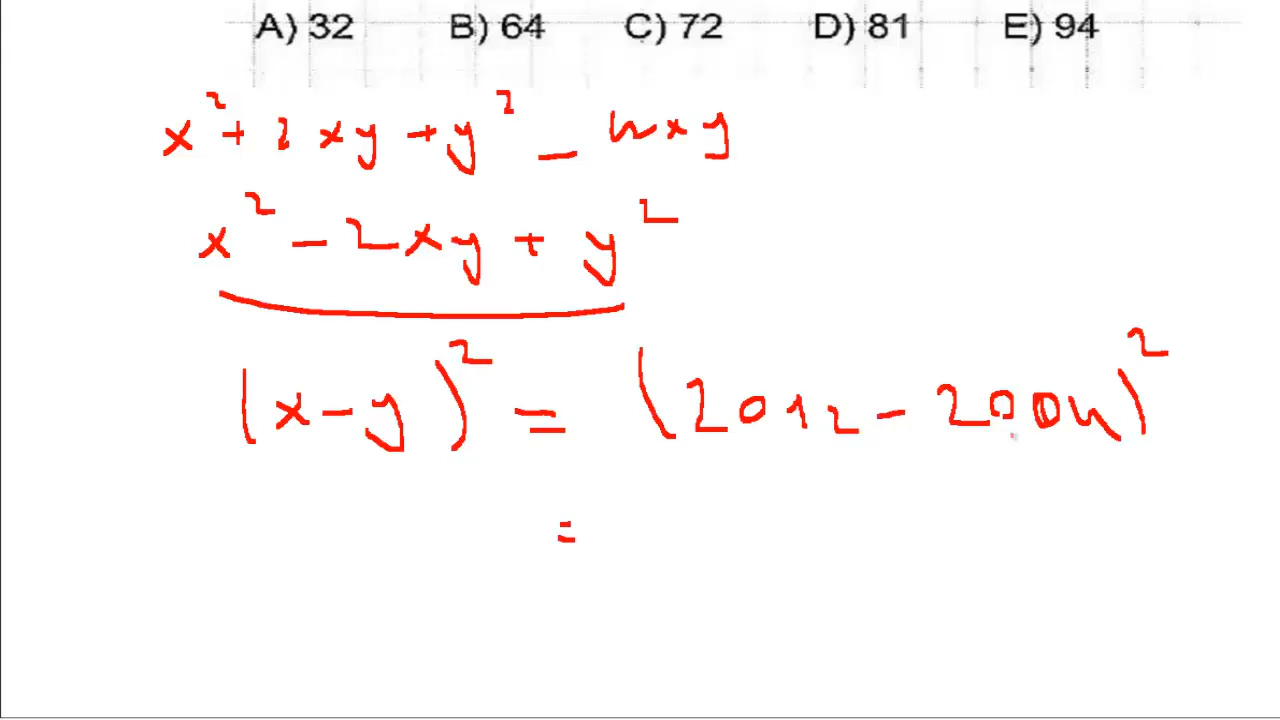 A) 32 B) 64 C) 72 D) 81 E) 94
x² + 2xy + y² - 4xy
x² - 2xy + y²
(x-y)² = (2012 - 2004)²
=